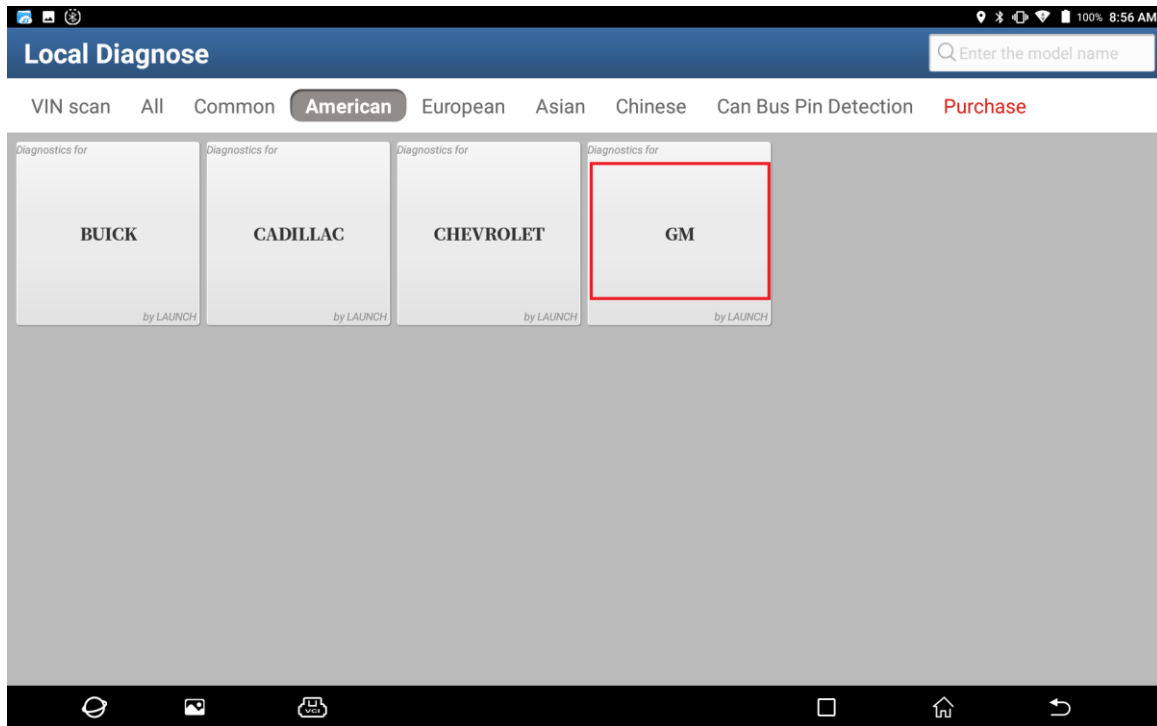 100% 8:56 AM
Local Diagnose
Enter the model name
VIN scan All Common American European Asian Chinese Can Bus Pin Detection Purchase
Diagnostics for
BUICK
by LAUNCH
Diagnostics for
CADILLAC
by LAUNCH
Diagnostics for
CHEVROLET
by LAUNCH
Diagnostics for
GM
by LAUNCH
VCI